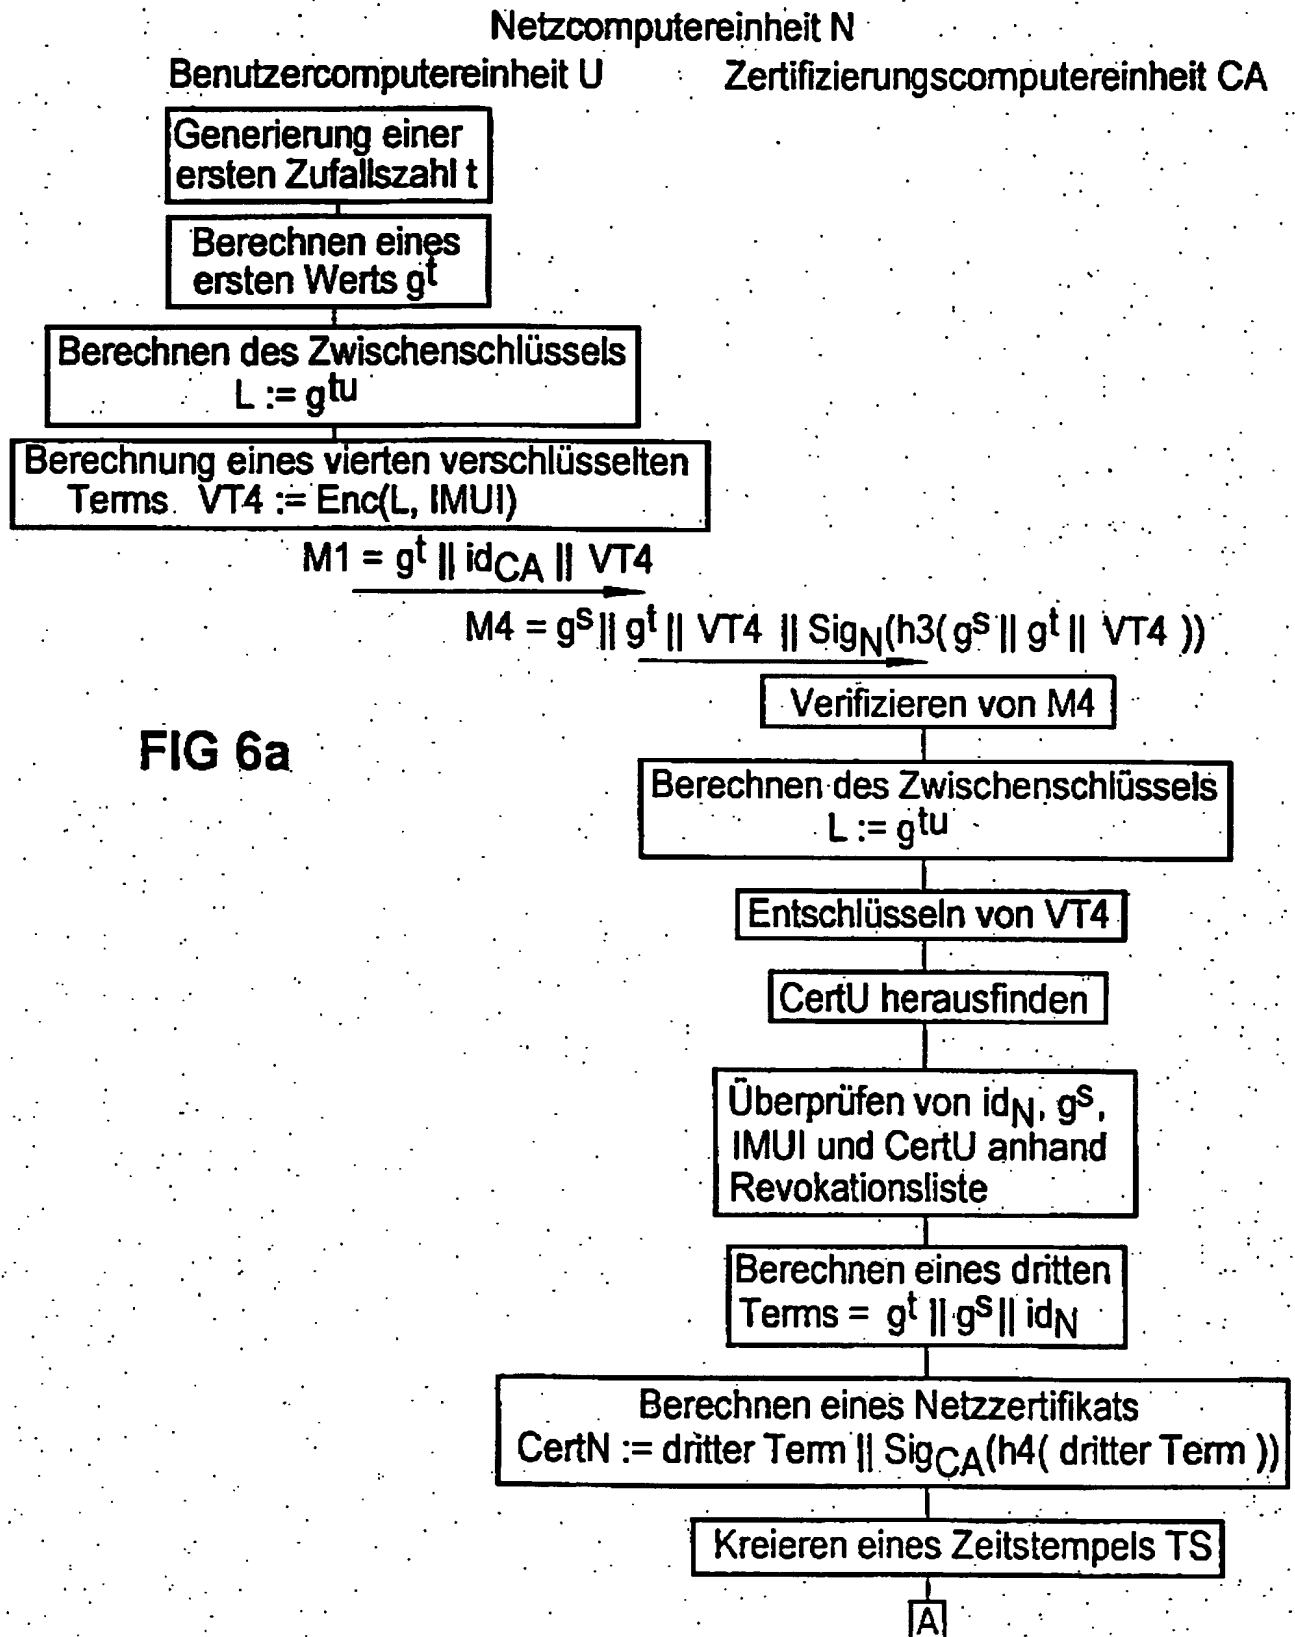 Netzcomputereinheit N
Benutzercomputereinheit U
Zertifizierungscomputereinheit CA
Generierung einer
ersten Zufallszahl t
Berechnen eines
ersten Werts g^t
Berechnen des Zwischenschlüssels
L := g^tu
Berechnung eines vierten verschlüsselten
Terms VT4 := Enc(L, IMUI)
M1 = g^t || id_CA || VT4
M4 = g^s || g^t || VT4 || Sig_N(h3( g^s || g^t || VT4 ))
Verifizieren von M4
FIG 6a
Berechnen des Zwischenschlüssels
L := g^tu
Entschlüsseln von VT4
CertU herausfinden
Überprüfen von id_N, g^s,
IMUI und CertU anhand
Revokationsliste
Berechnen eines dritten
Terms = g^t || g^s || id_N
Berechnen eines Netzzertifikats
CertN := dritter Term || Sig_CA(h4( dritter Term ))
Kreieren eines Zeitstempels TS
A